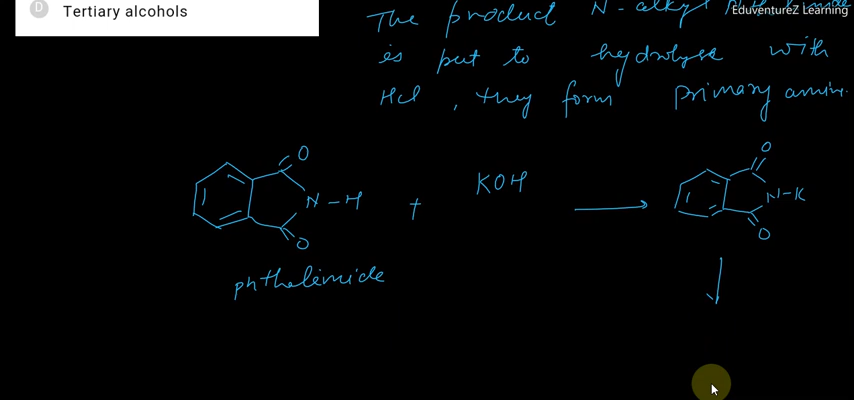 D Tertiary alcohols
EduventureZ Learning
The product N-alkyl
is put to hydrolyse with
HCl, they form primary amine.
O
N-H
O
+
KOH
O
N-K
O
phthalimide